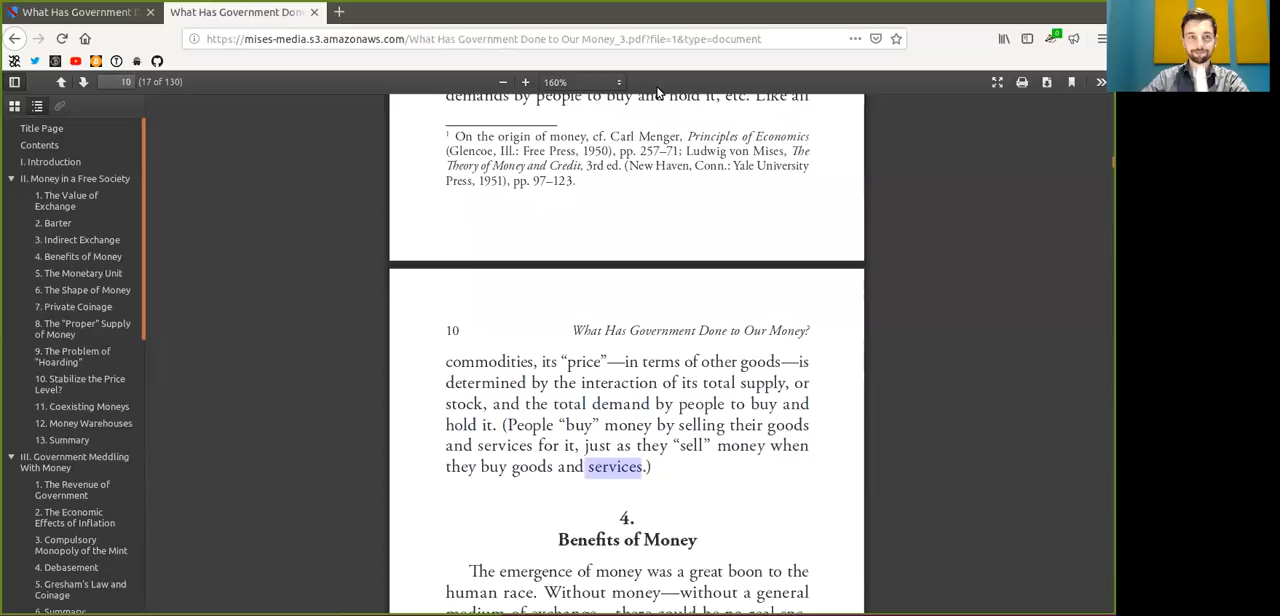 What Has Government D
What Has Government Don
https://mises-media.s3.amazonaws.com/What Has Government Done to Our Money_3.pdf?file=1&type=document
0
10
(17 of 130)
160%
Title Page
Contents
I. Introduction
II. Money in a Free Society
1. The Value of
Exchange
2. Barter
3. Indirect Exchange
4. Benefits of Money
5. The Monetary Unit
6. The Shape of Money
7. Private Coinage
8. The "Proper" Supply
of Money
9. The Problem of
"Hoarding"
10. Stabilize the Price
Level?
11. Coexisting Moneys
12. Money Warehouses
13. Summary
III. Government Meddling
With Money
1. The Revenue of
Government
2. The Economic
Effects of Inflation
3. Compulsory
Monopoly of the Mint
4. Debasement
5. Gresham's Law and
Coinage
6. Summary
demands by people to buy and hold it, etc. Like all
1 On the origin of money, cf. Carl Menger, Principles of Economics
(Glencoe, Ill.: Free Press, 1950), pp. 257–71; Ludwig von Mises, The
Theory of Money and Credit, 3rd ed. (New Haven, Conn.: Yale University
Press, 1951), pp. 97–123.
10 What Has Government Done to Our Money?
commodities, its “price”—in terms of other goods—is
determined by the interaction of its total supply, or
stock, and the total demand by people to buy and
hold it. (People “buy” money by selling their goods
and services for it, just as they “sell” money when
they buy goods and services.)
4.
Benefits of Money
The emergence of money was a great boon to the
human race. Without money—without a general
medium of exchange—there could be no real spe-